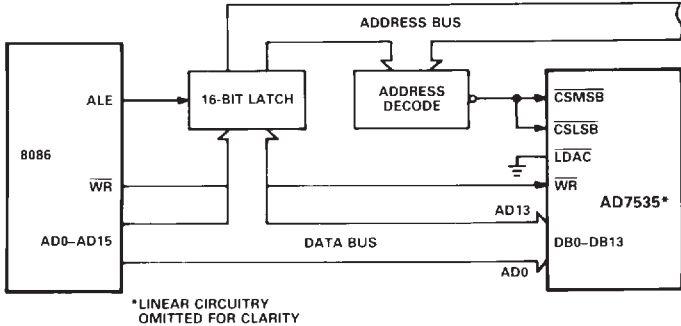 ADDRESS BUS
ALE
16-BIT LATCH
ADDRESS
DECODE
CSMSB
CSLSB
8086
LDAC
WR
WR
AD7535*
AD13
AD0–AD15
DATA BUS
DB0–DB13
AD0
*LINEAR CIRCUITRY
OMITTED FOR CLARITY